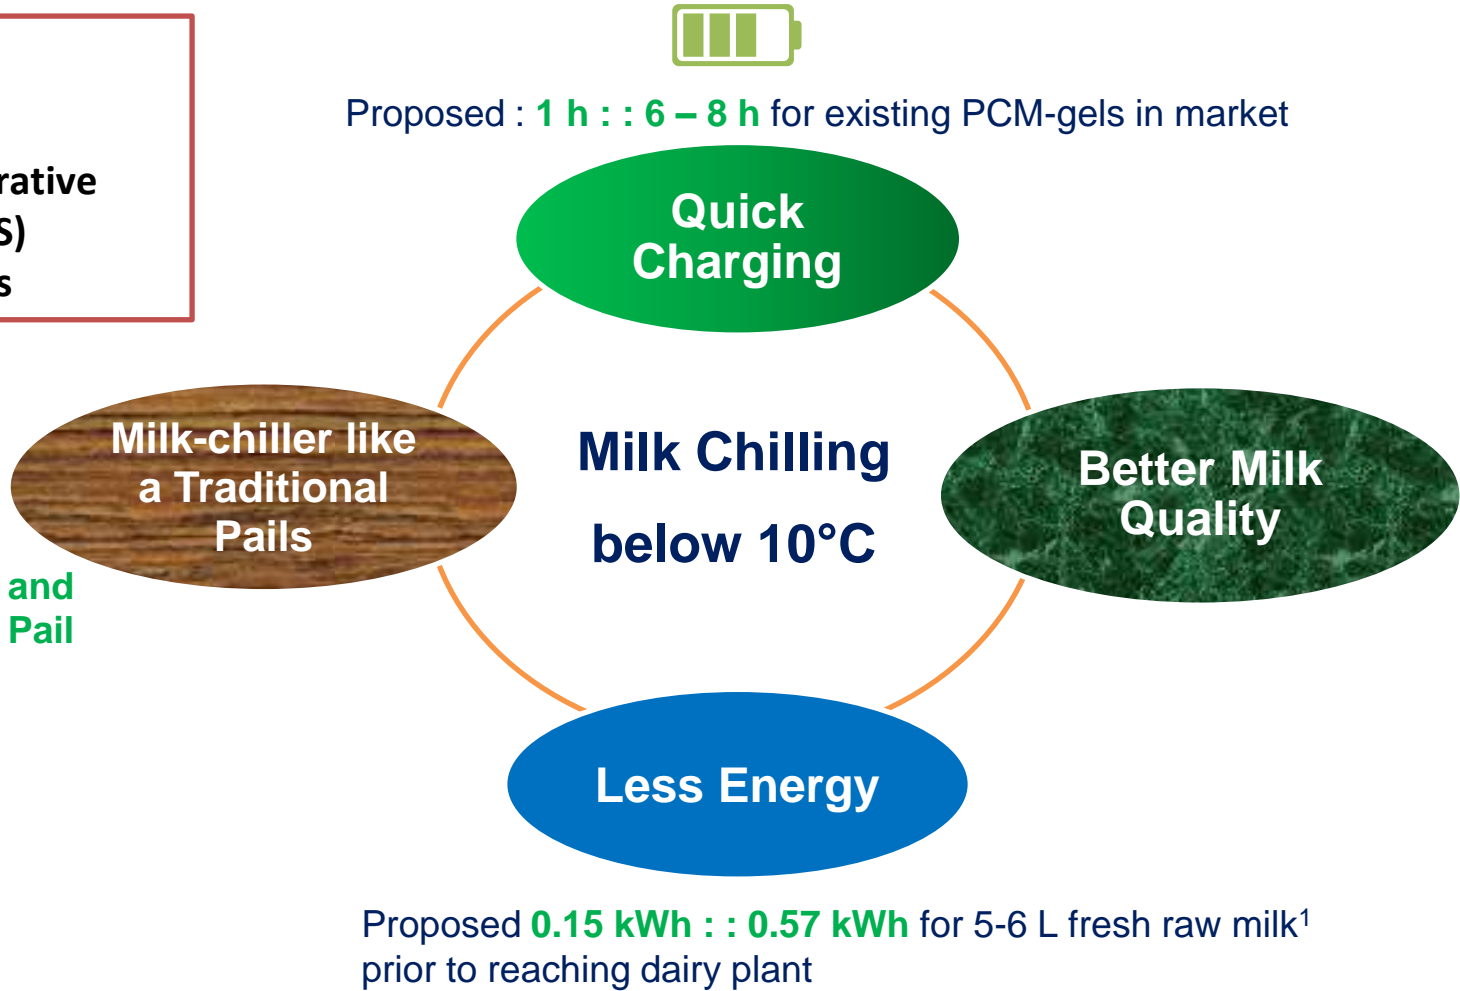 rative
S)
s
Proposed : 1 h : : 6 – 8 h for existing PCM-gels in market
Quick
Charging
Milk-chiller like
a Traditional
Pails
and
Pail
Milk Chilling
below 10°C
Better Milk
Quality
Less Energy
Proposed 0.15 kWh : : 0.57 kWh for 5-6 L fresh raw milk¹
prior to reaching dairy plant